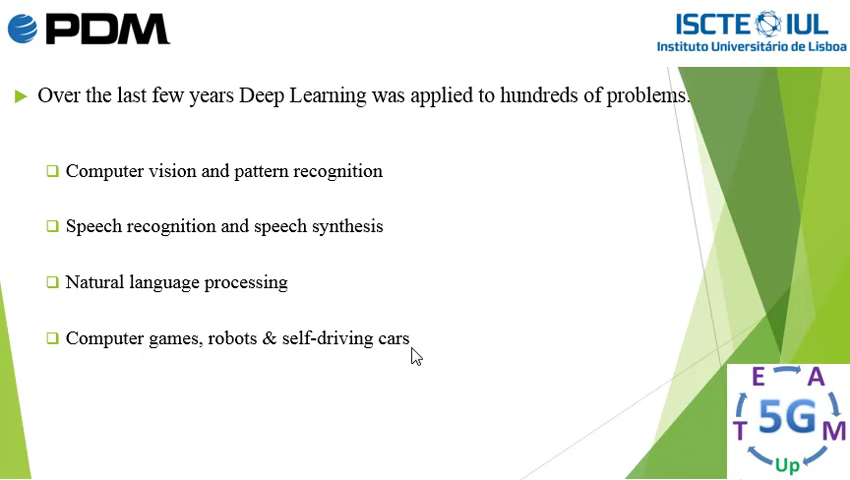 PDM
ISCTE IUL
Instituto Universitário de Lisboa
Over the last few years Deep Learning was applied to hundreds of problems.
Computer vision and pattern recognition
Speech recognition and speech synthesis
Natural language processing
Computer games, robots & self-driving cars
E A
T 5G M
Up